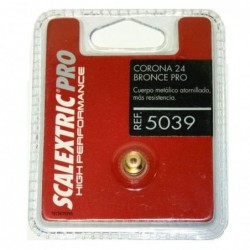 SCALEXTRIC PRO
HIGH PERFORMANCE
CORONA 24
BRONCE PRO
Cuerpo metálico atornillado,
más resistencia.
REF. 5039